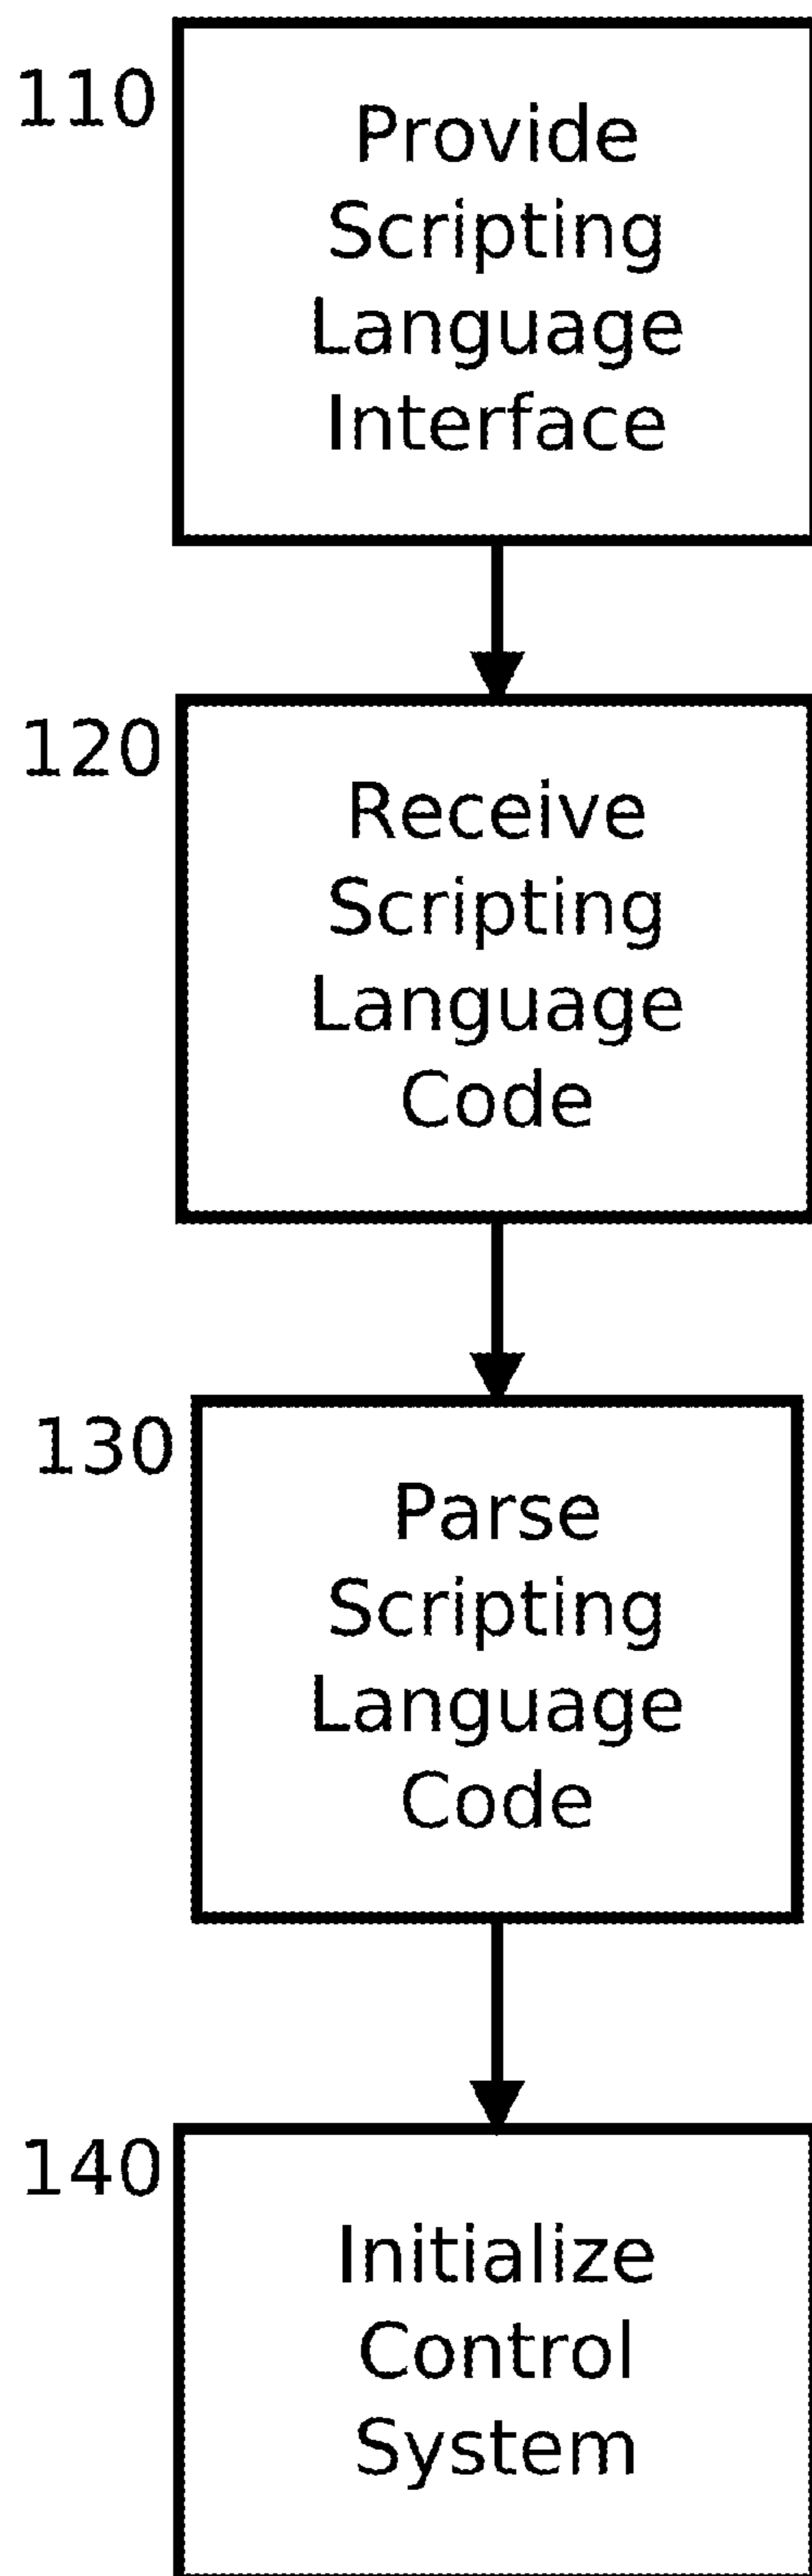 110
Provide
Scripting
Language
Interface
120
Receive
Scripting
Language
Code
130
Parse
Scripting
Language
Code
140
Initialize
Control
System